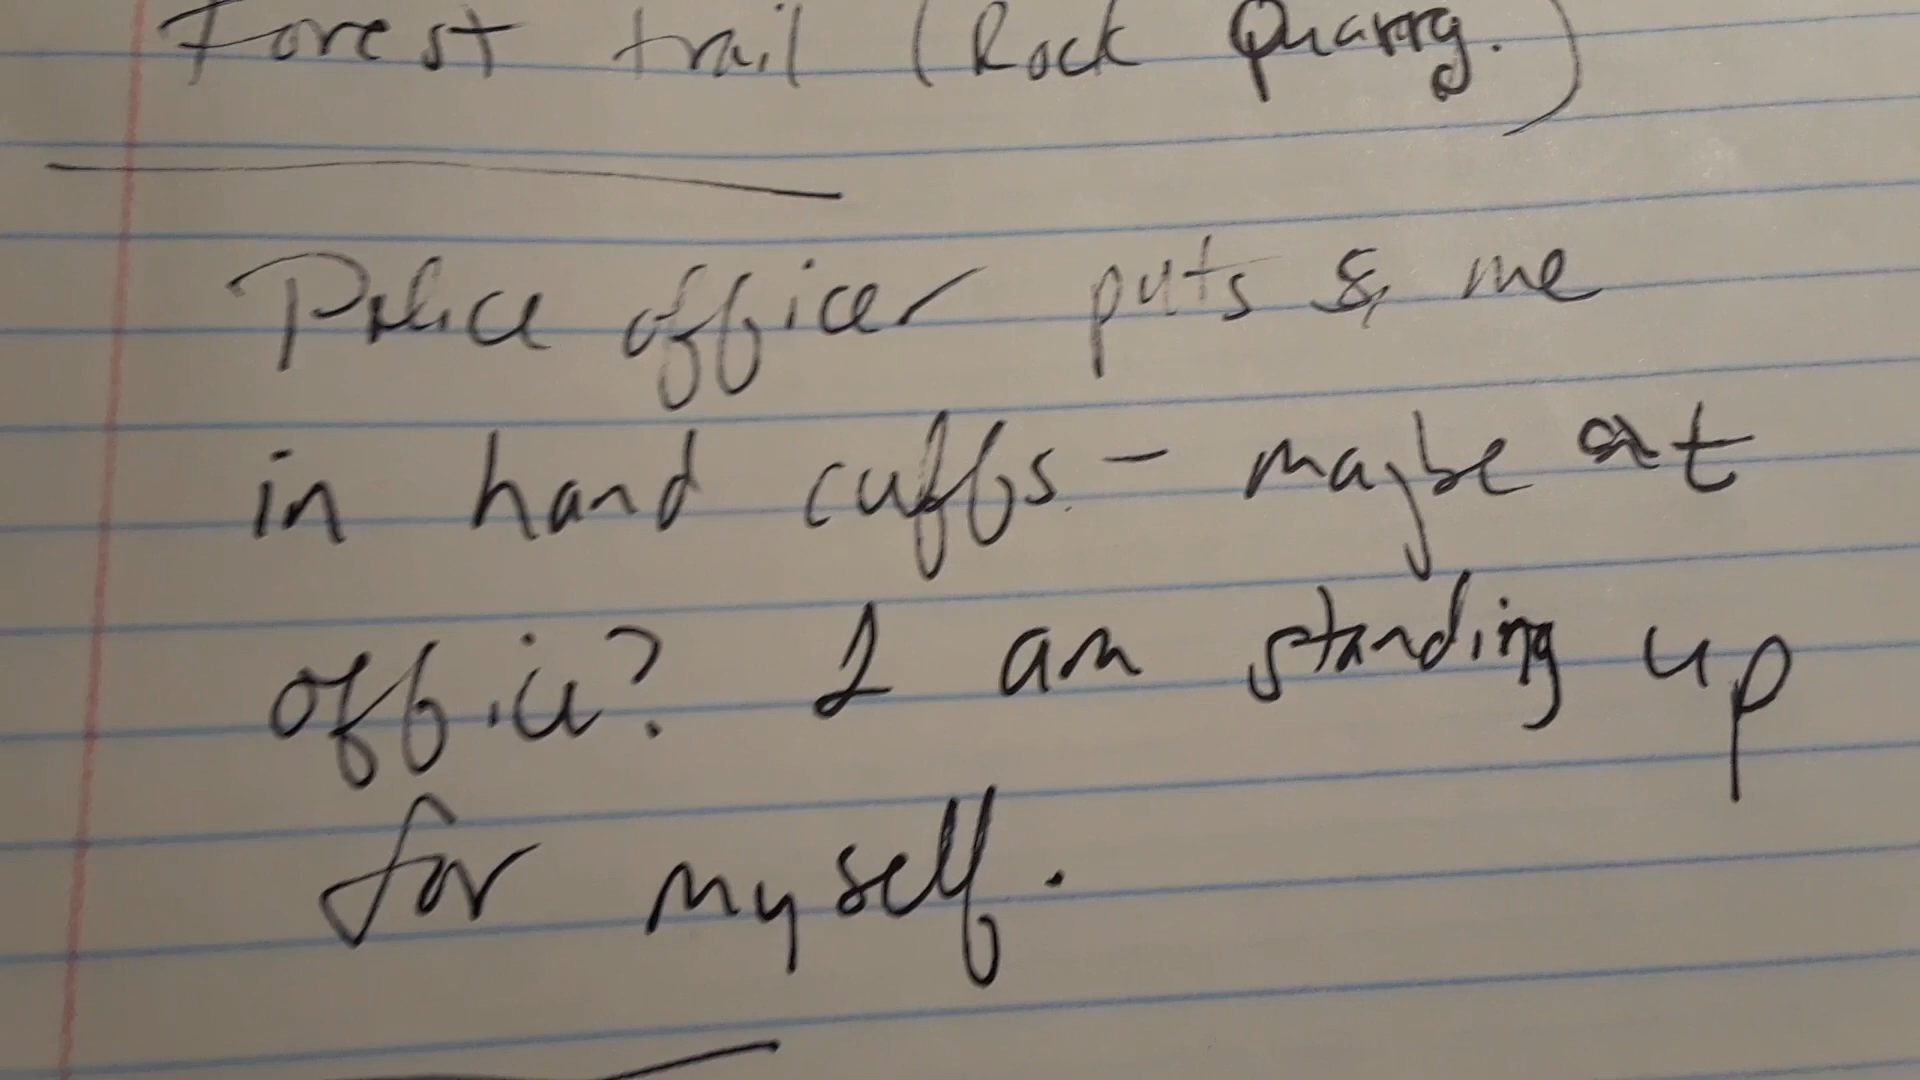 Forest trail (Rock Quarry.)
Police officer puts & me
in hand cuffs - maybe at
office? I am standing up
for myself.